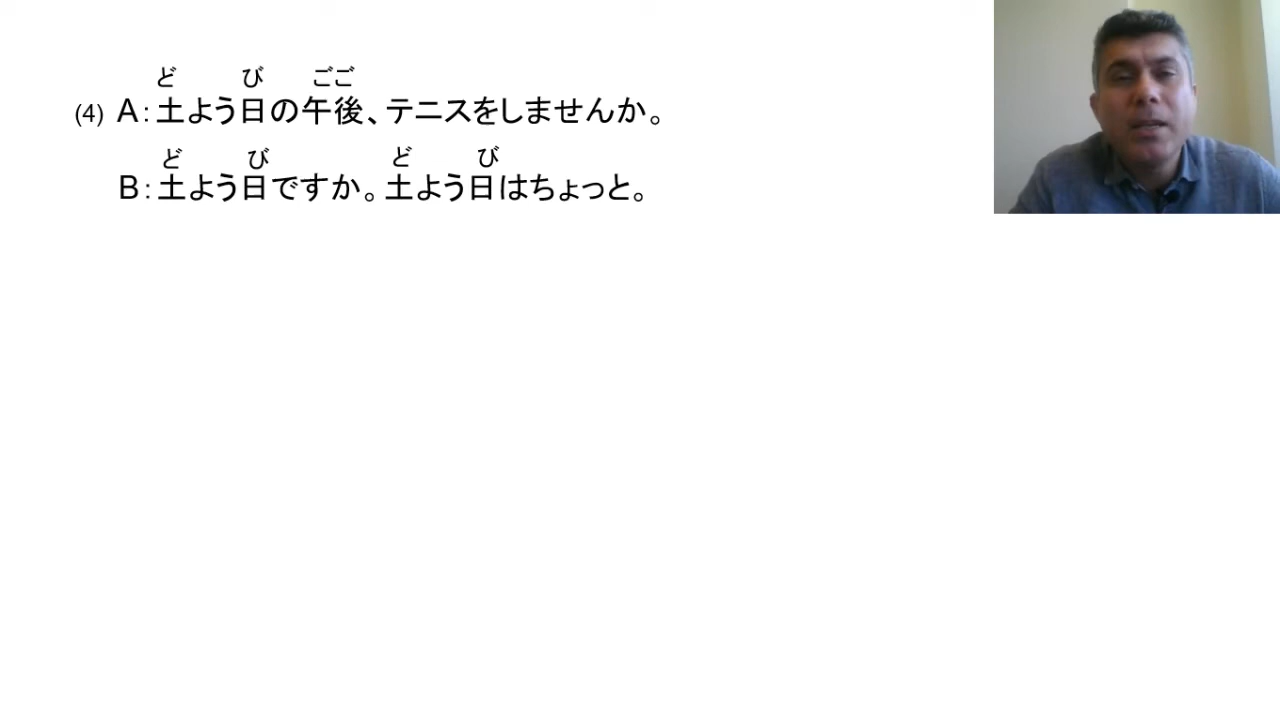 ど び ごご
(4) A:土よう日の午後、テニスをしませんか。
ど び ど び
B:土よう日ですか。土よう日はちょっと。